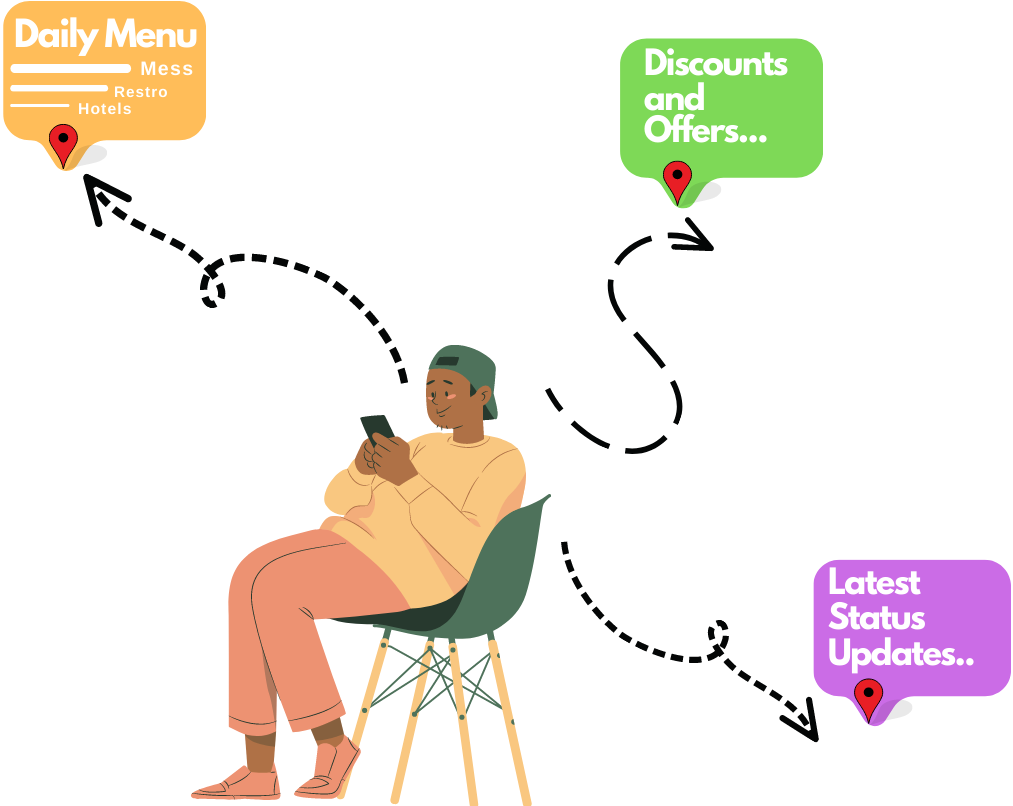 Daily Menu
Mess
Restro
Hotels
Discounts
and
Offers...
Latest
Status
Updates..